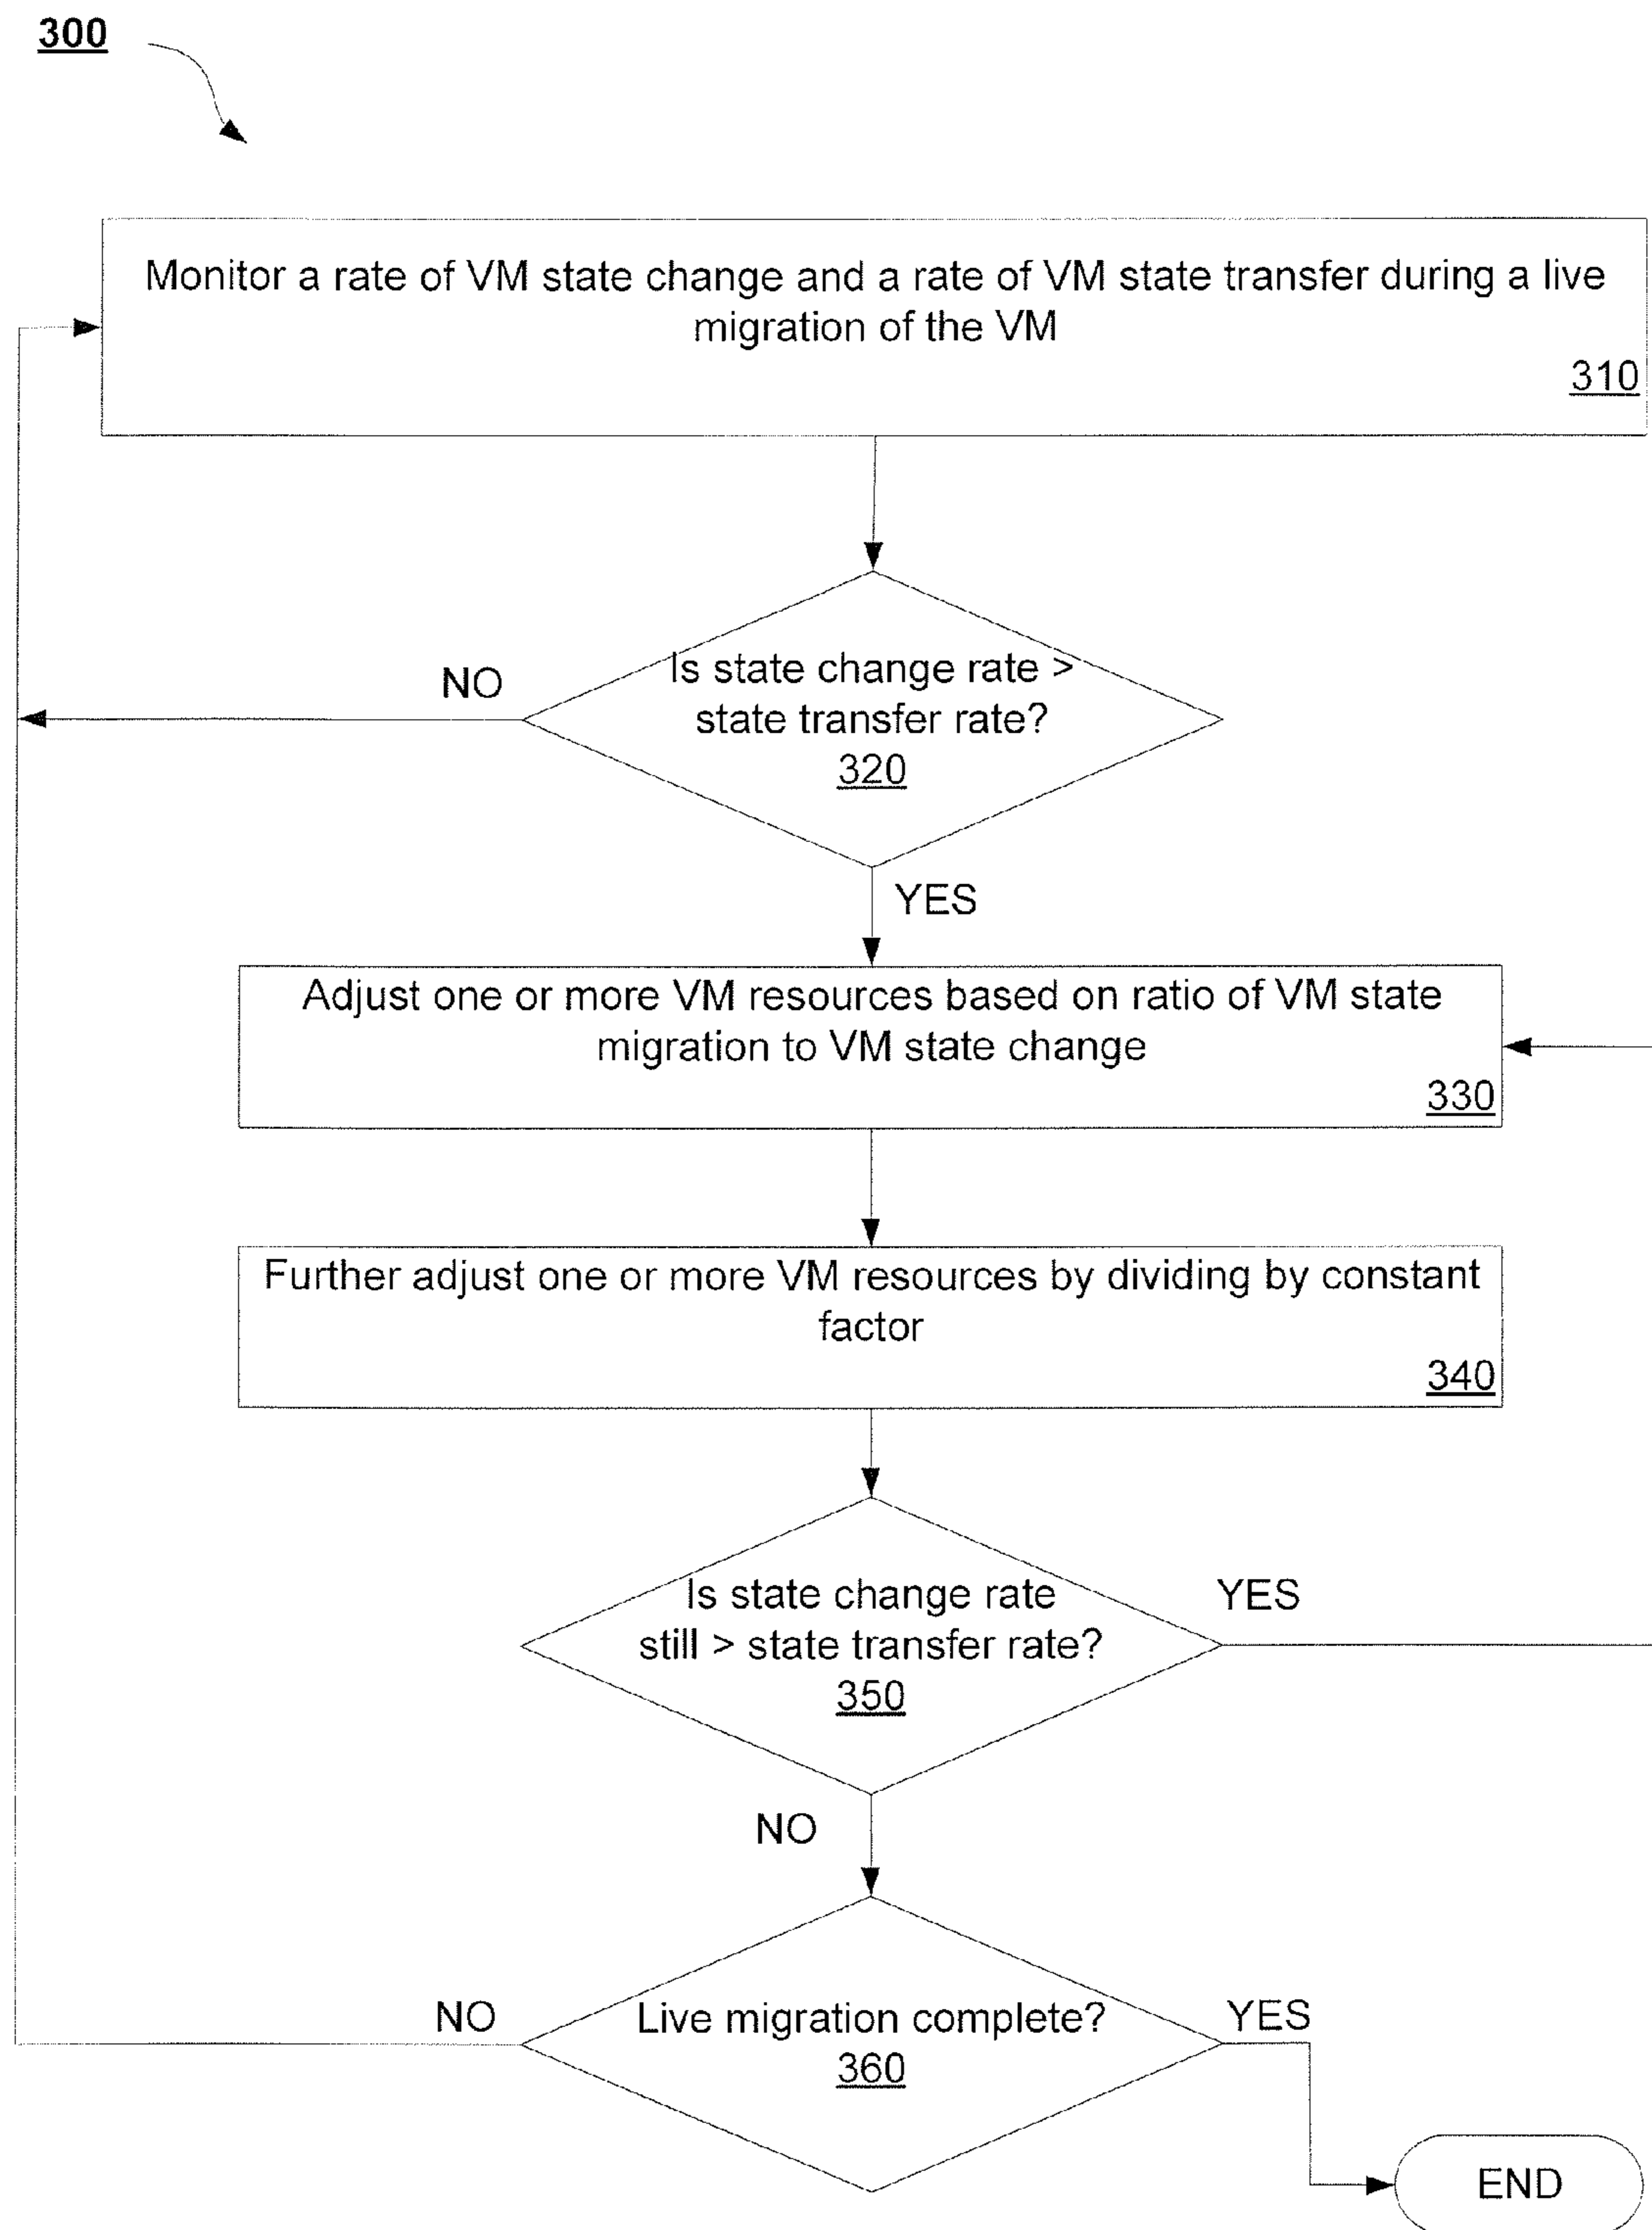 300
Monitor a rate of VM state change and a rate of VM state transfer during a live
migration of the VM
310
Is state change rate >
state transfer rate?
320
NO
YES
Adjust one or more VM resources based on ratio of VM state
migration to VM state change
330
Further adjust one or more VM resources by dividing by constant
factor
340
Is state change rate
still > state transfer rate?
350
YES
NO
Live migration complete?
360
NO
YES
END